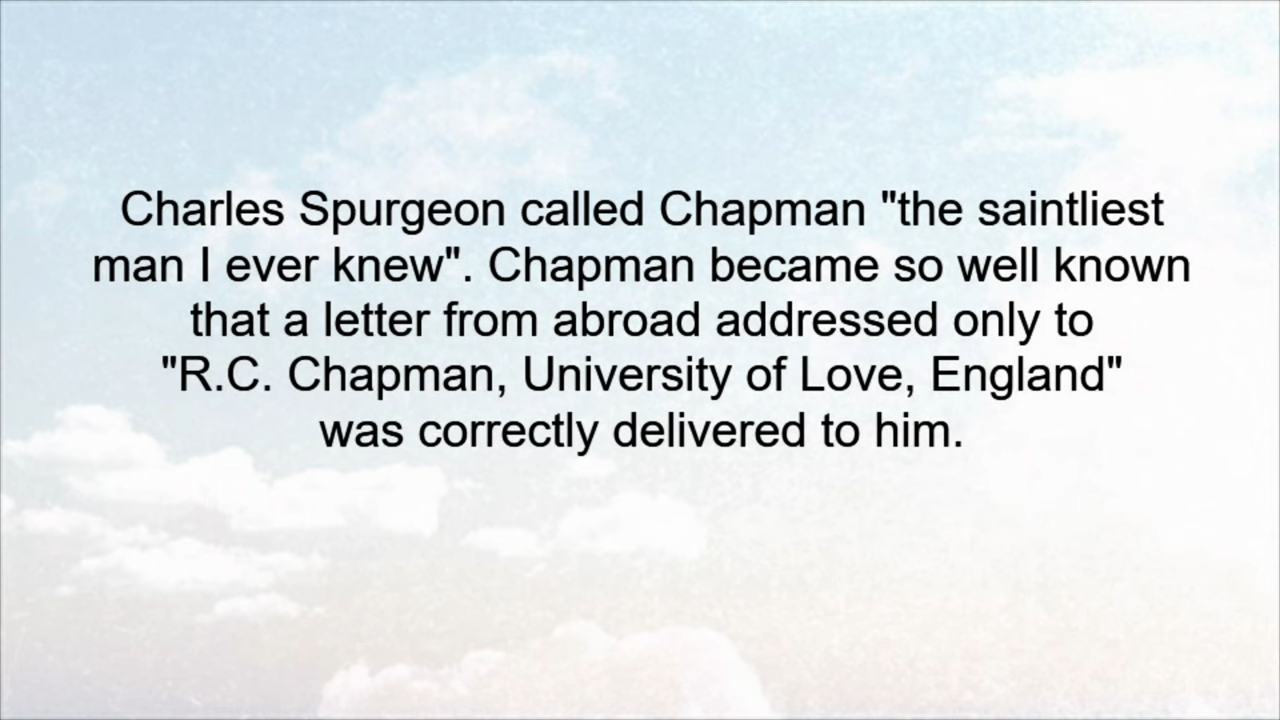 Charles Spurgeon called Chapman "the saintliest
man I ever knew". Chapman became so well known
that a letter from abroad addressed only to
"R.C. Chapman, University of Love, England"
was correctly delivered to him.